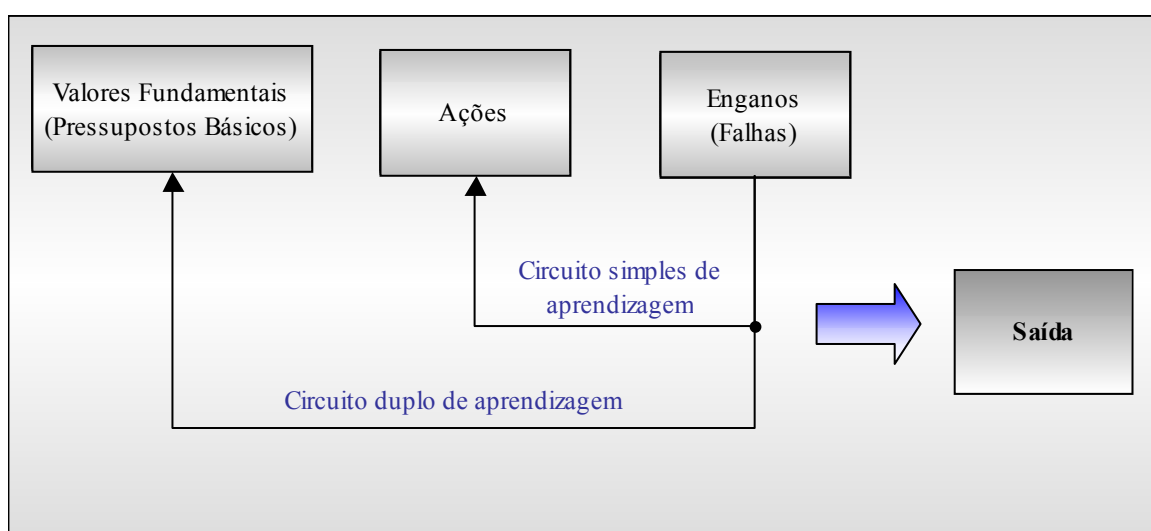 Valores Fundamentais
(Pressupostos Básicos)
Ações
Enganos
(Falhas)
Circuito simples de
aprendizagem
Saída
Circuito duplo de aprendizagem